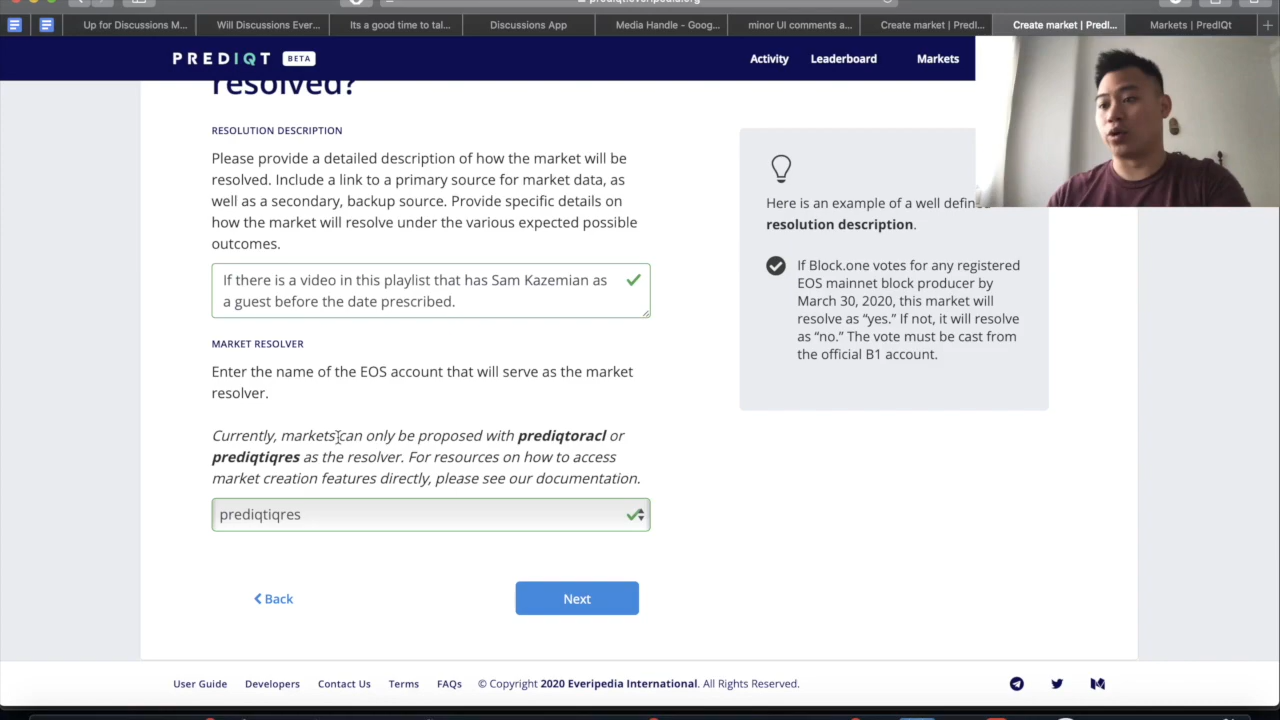 prediqt.everipedia.org
Up for Discussions M...
Will Discussions Ever...
Its a good time to tal...
Discussions App
Media Handle - Goog...
minor UI comments a...
Create market | PredI...
Create market | PredI...
Markets | PredIQt
PREDIQT BETA
Activity
Leaderboard
Markets
resolved?
RESOLUTION DESCRIPTION
Please provide a detailed description of how the market will be
resolved. Include a link to a primary source for market data, as
well as a secondary, backup source. Provide specific details on
how the market will resolve under the various expected possible
outcomes.
If there is a video in this playlist that has Sam Kazemian as
a guest before the date prescribed.
MARKET RESOLVER
Enter the name of the EOS account that will serve as the market
resolver.
Currently, markets can only be proposed with prediqtoracl or
prediqtiqres as the resolver. For resources on how to access
market creation features directly, please see our documentation.
prediqtiqres
Back
Next
Here is an example of a well define
resolution description.
If Block.one votes for any registered
EOS mainnet block producer by
March 30, 2020, this market will
resolve as “yes.” If not, it will resolve
as “no.” The vote must be cast from
the official B1 account.
User Guide
Developers
Contact Us
Terms
FAQs
© Copyright 2020 Everipedia International. All Rights Reserved.